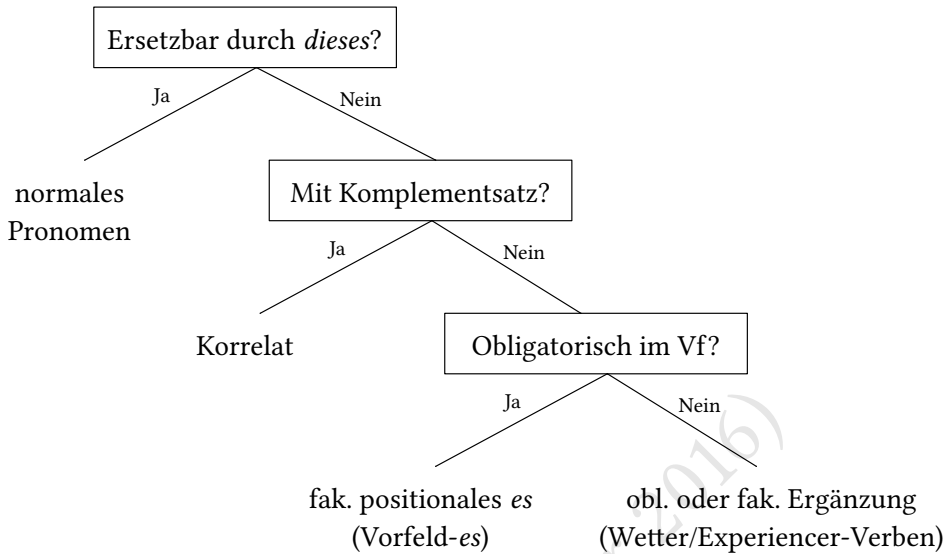 Ersetzbar durch dieses?
Ja
Nein
normales
Pronomen
Mit Komplementsatz?
Ja
Nein
Korrelat
Obligatorisch im Vf?
Ja
Nein
fak. positionales es
(Vorfeld-es)
obl. oder fak. Ergänzung
(Wetter/Experiencer-Verben)
2016)